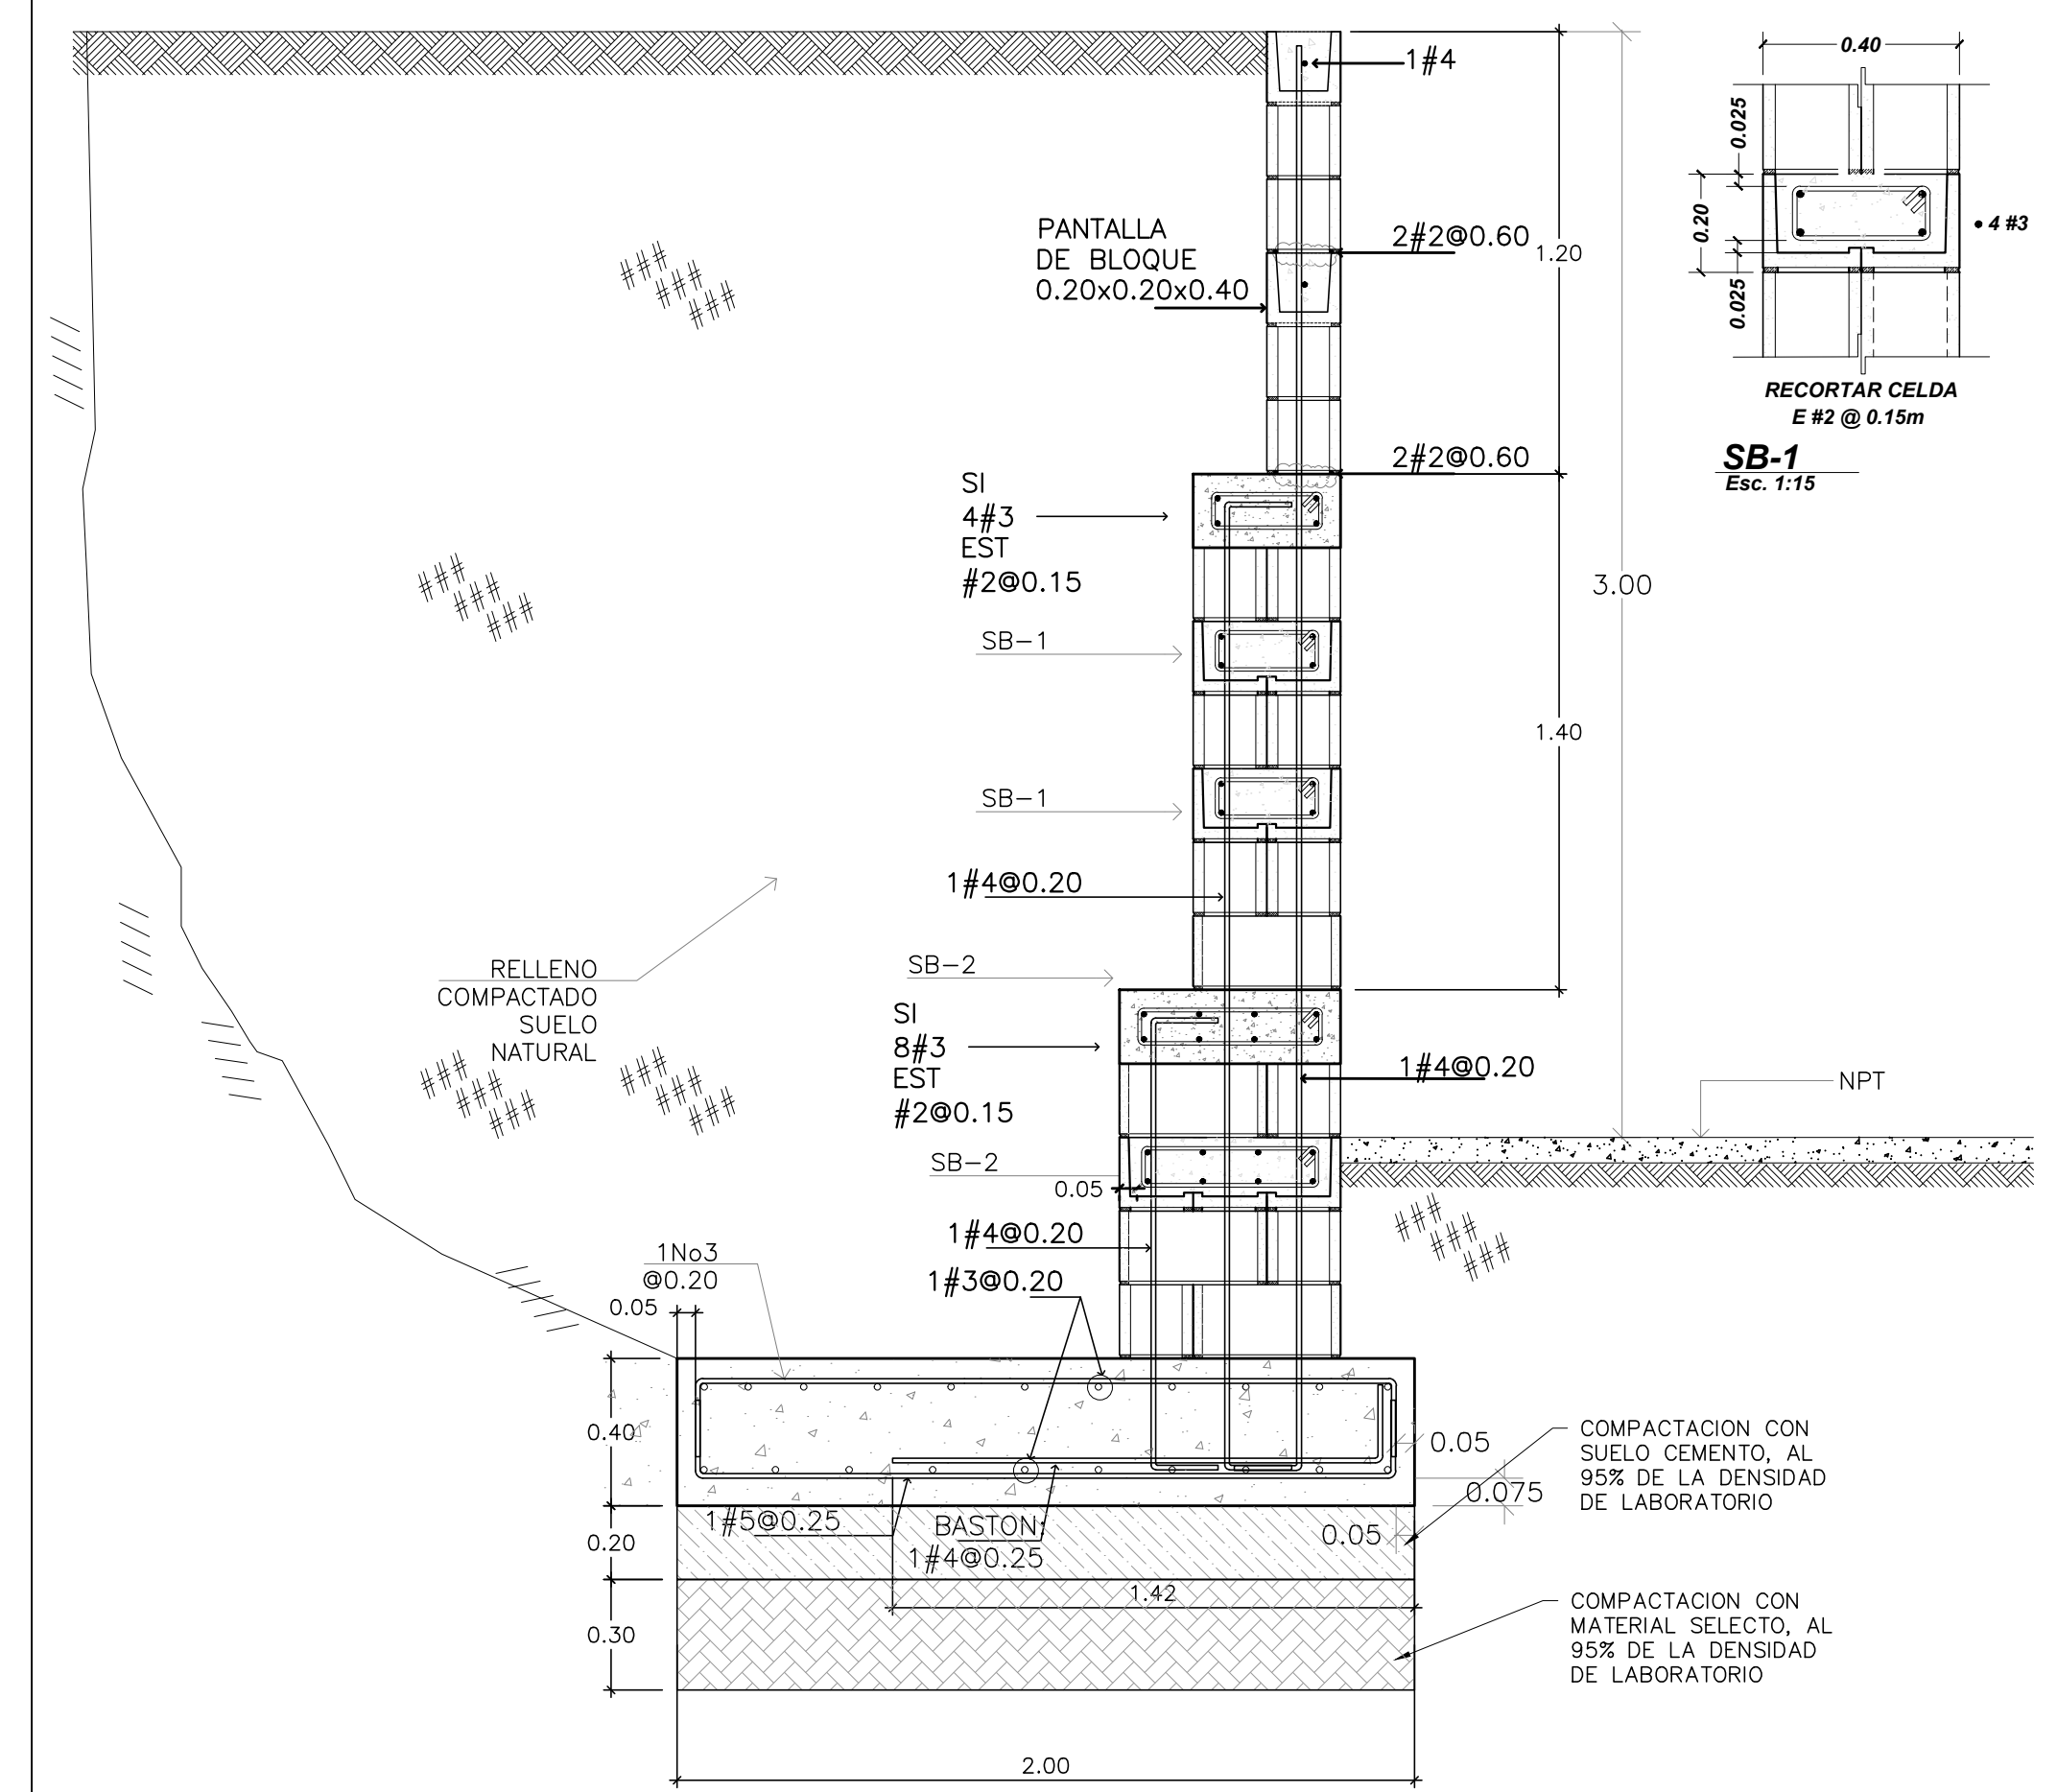 1#4
0.40
0.025
0.20
0.025
4 #3
RECORTAR CELDA
E #2 @ 0.15m
SB-1
Esc. 1:15
PANTALLA
DE BLOQUE
0.20x0.20x0.40
2#2@0.60
1.20
2#2@0.60
SI
4#3
EST
#2@0.15
3.00
SB-1
1.40
SB-1
1#4@0.20
RELLENO
COMPACTADO
SUELO
NATURAL
SB-2
SI
8#3
EST
#2@0.15
1#4@0.20
NPT
SB-2
0.05
1#4@0.20
1#3@0.20
1No3
@0.20
0.05
0.40
0.05
0.075
COMPACTACION CON
SUELO CEMENTO, AL
95% DE LA DENSIDAD
DE LABORATORIO
1#5@0.25
BASTON:
1#4@0.25
0.05
0.20
1.42
0.30
COMPACTACION CON
MATERIAL SELECTO, AL
95% DE LA DENSIDAD
DE LABORATORIO
2.00